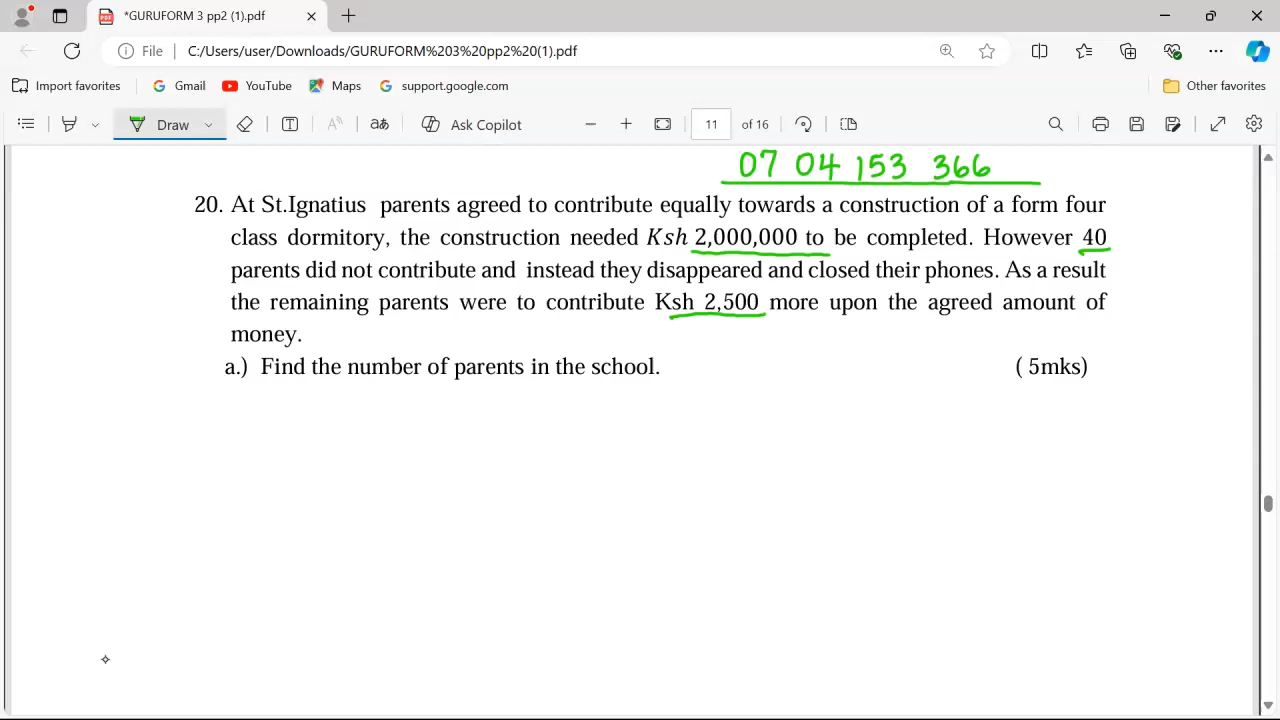 *GURUFORM 3 pp2 (1).pdf
File C:/Users/user/Downloads/GURUFORM%203%20pp2%20(1).pdf
Import favorites Gmail YouTube Maps support.google.com Other favorites
Draw aあ Ask Copilot 11 of 16
07 04 153 366
20. At St.Ignatius parents agreed to contribute equally towards a construction of a form four
class dormitory, the construction needed Ksh 2,000,000 to be completed. However 40
parents did not contribute and instead they disappeared and closed their phones. As a result
the remaining parents were to contribute Ksh 2,500 more upon the agreed amount of
money.
a.) Find the number of parents in the school. ( 5mks)